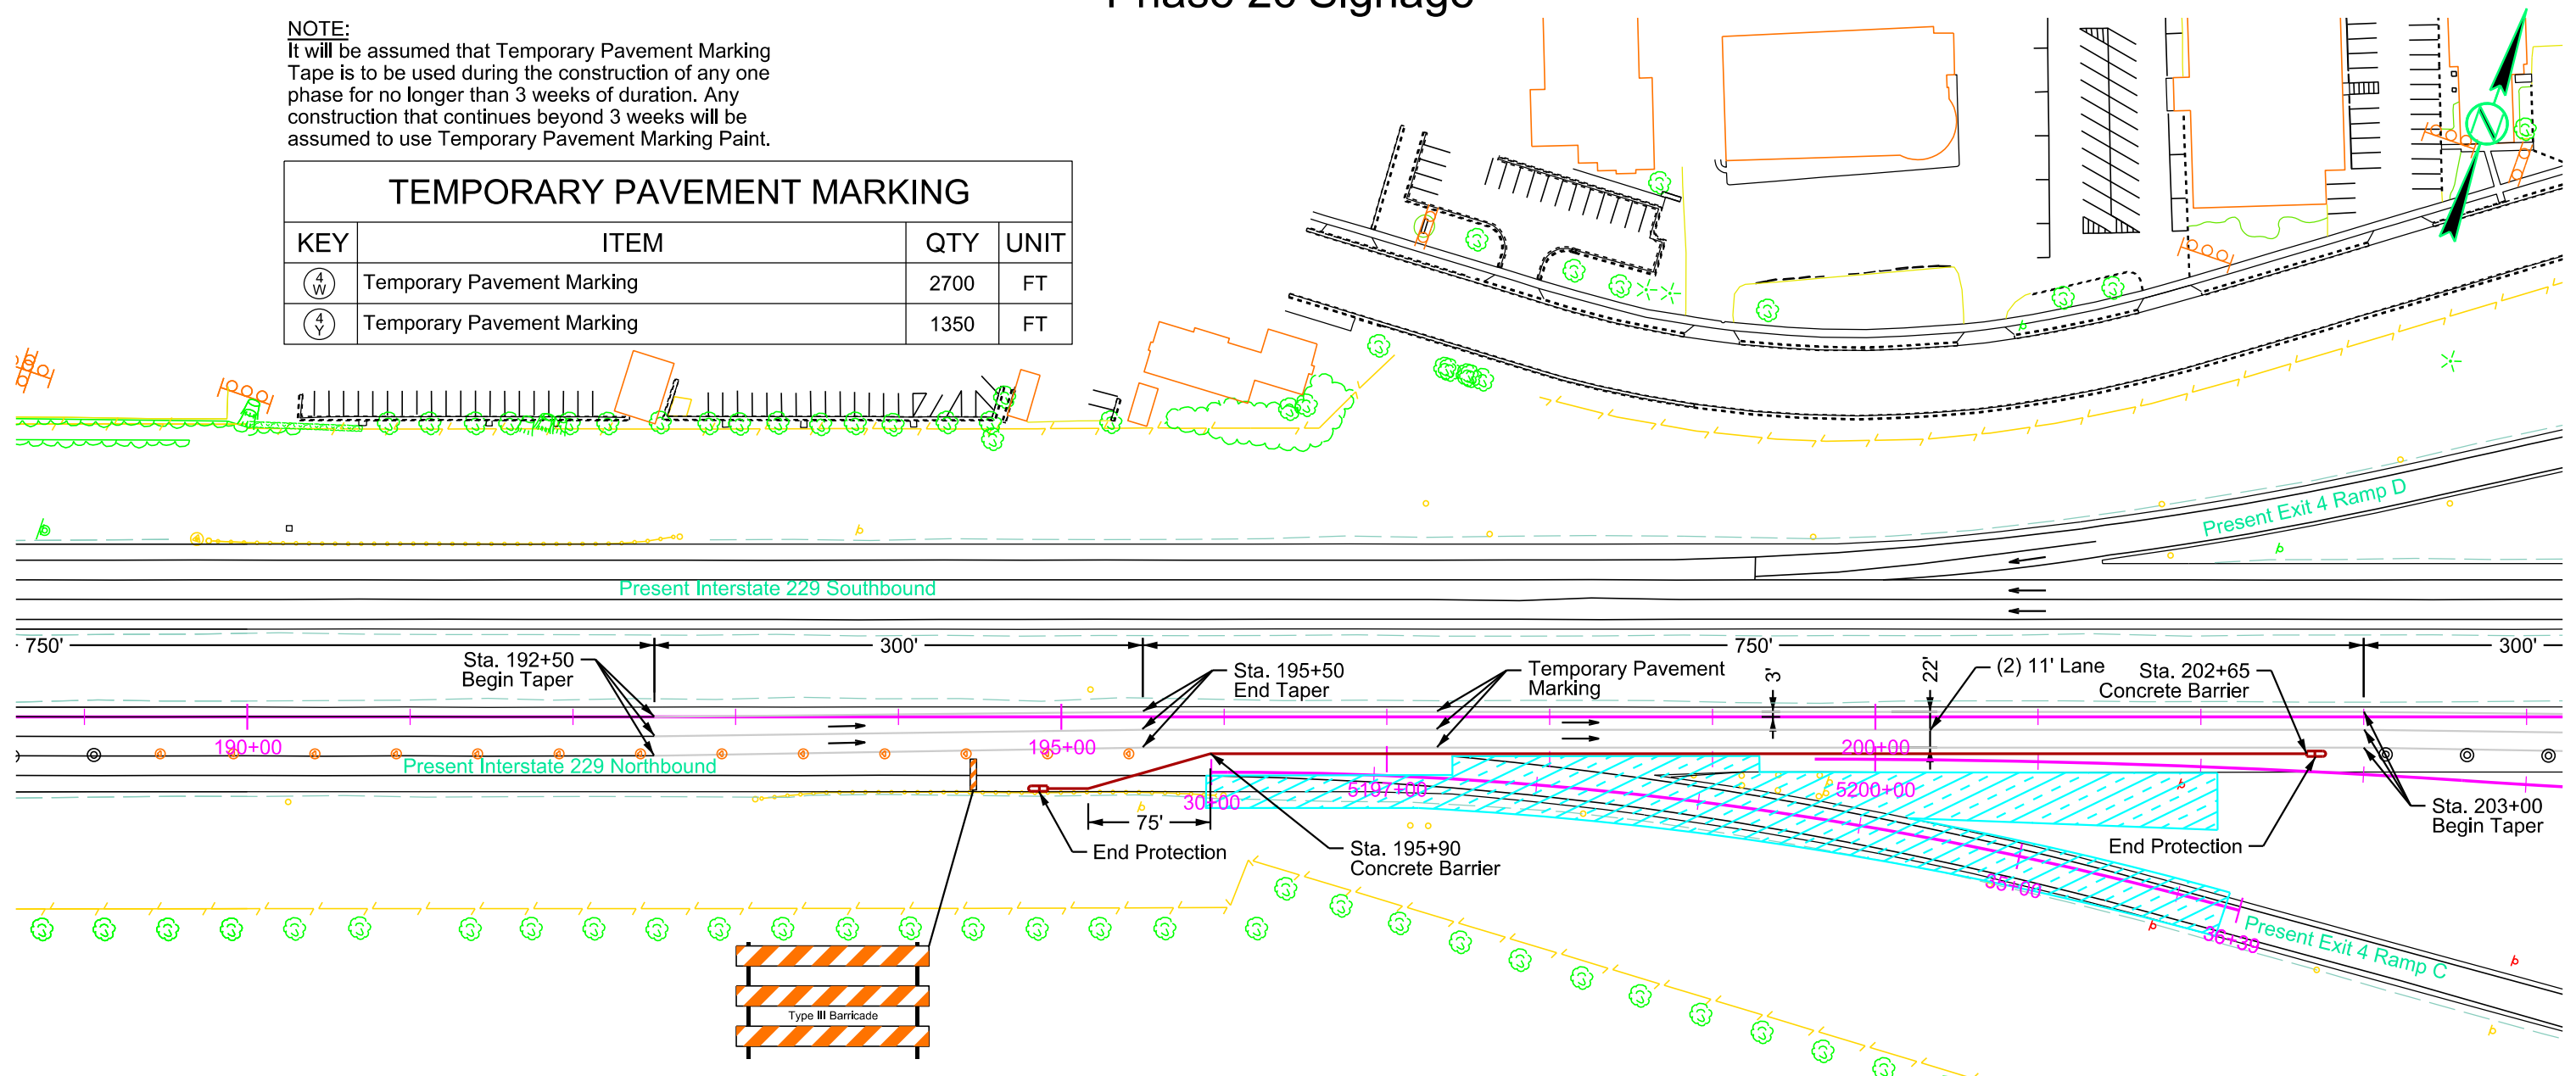 NOTE:
It will be assumed that Temporary Pavement Marking
Tape is to be used during the construction of any one
phase for no longer than 3 weeks of duration. Any
construction that continues beyond 3 weeks will be
assumed to use Temporary Pavement Marking Paint.
TEMPORARY PAVEMENT MARKING
KEY ITEM QTY UNIT
4 W Temporary Pavement Marking 2700 FT
4 Y Temporary Pavement Marking 1350 FT
N
Present Exit 4 Ramp D
Present Interstate 229 Southbound
750' 300' 750' 300'
Sta. 192+50
Begin Taper
Sta. 195+50
End Taper
Temporary Pavement
Marking
3'
22'
(2) 11' Lane
Sta. 202+65
Concrete Barrier
190+00 195+00 200+00
Present Interstate 229 Northbound
30+00 5197+00 5200+00
75'
End Protection
Sta. 195+90
Concrete Barrier
End Protection
Sta. 203+00
Begin Taper
35+00
36+39
Present Exit 4 Ramp C
Type III Barricade